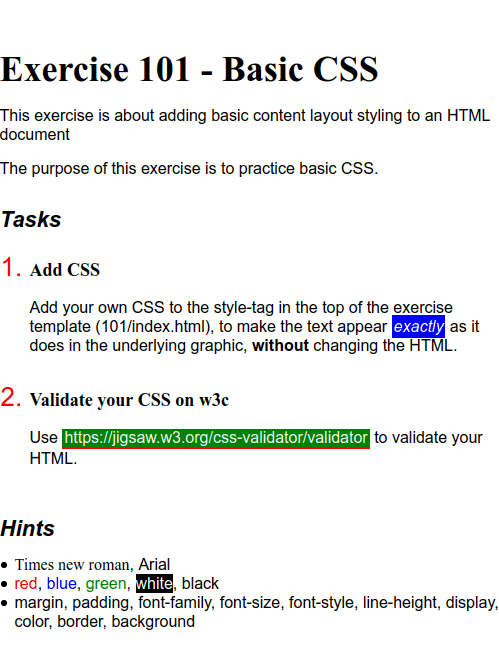 Exercise 101 - Basic CSS
This exercise is about adding basic content layout styling to an HTML
document
The purpose of this exercise is to practice basic CSS.
Tasks
1. Add CSS
Add your own CSS to the style-tag in the top of the exercise
template (101/index.html), to make the text appear exactly as it
does in the underlying graphic, without changing the HTML.
2. Validate your CSS on w3c
Use https://jigsaw.w3.org/css-validator/validator to validate your
HTML.
Hints
• Times new roman, Arial
• red, blue, green, white, black
• margin, padding, font-family, font-size, font-style, line-height, display,
color, border, background